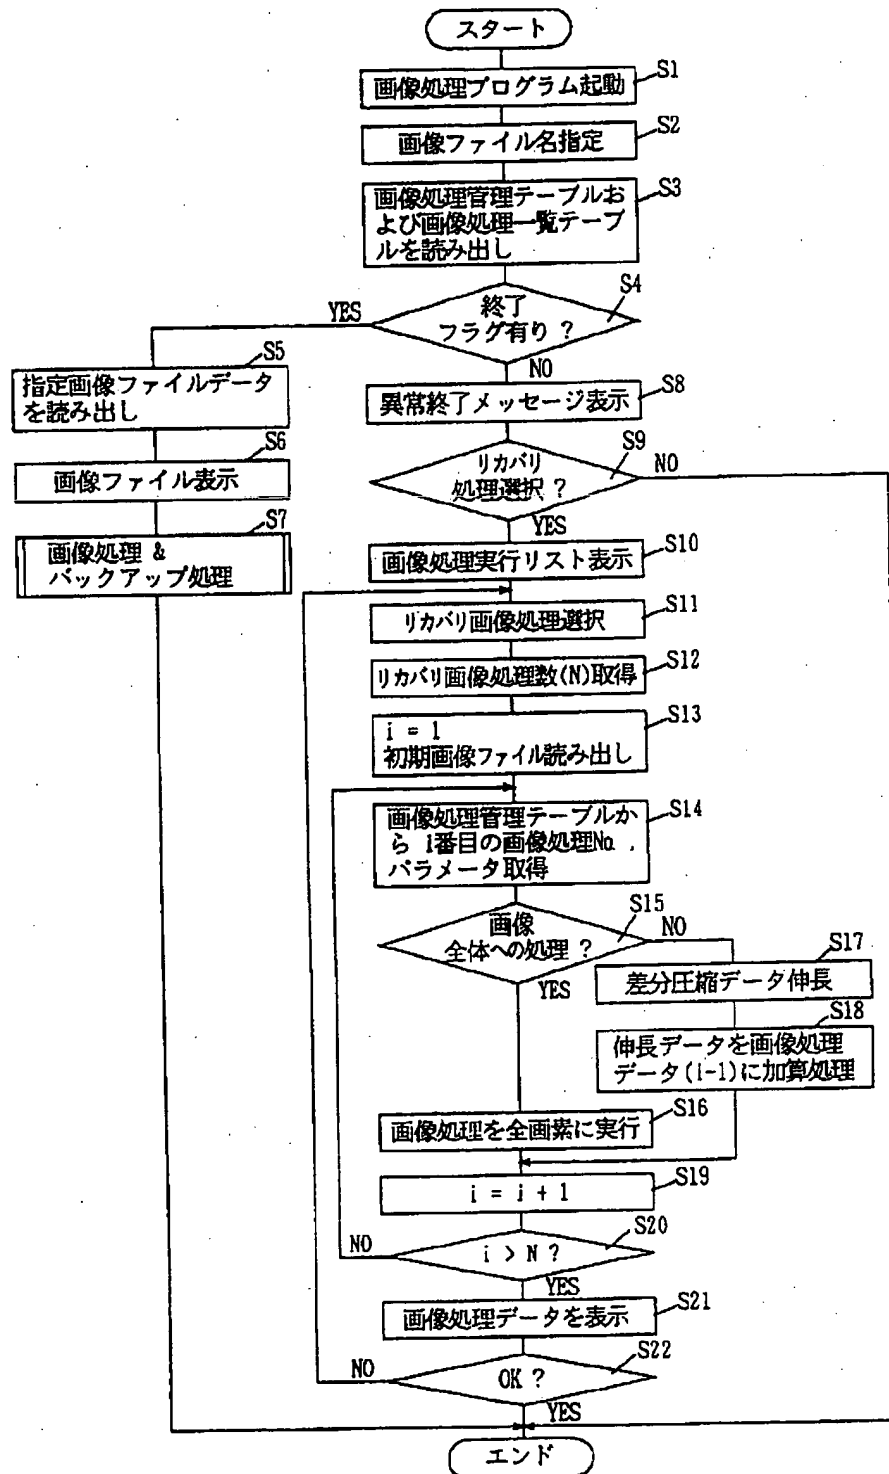 スタート
画像処理プログラム起動
S1
画像ファイル名指定
S2
画像処理管理テーブルお
よび画像処理一覧テーブ
ルを読み出し
S3
終了
フラグ有り ?
S4
YES
NO
指定画像ファイルデータ
を読み出し
S5
画像ファイル表示
S6
画像処理 &
バックアップ処理
S7
異常終了メッセージ表示
S8
リカバリ
処理選択 ?
S9
NO
YES
画像処理実行リスト表示
S10
リカバリ画像処理選択
S11
リカバリ画像処理数(N)取得
S12
i = 1
初期画像ファイル読み出し
S13
画像処理管理テーブルか
ら i番目の画像処理No.,
パラメータ取得
S14
画像
全体への処理 ?
S15
NO
YES
差分圧縮データ伸長
S17
伸長データを画像処理
データ(i-1)に加算処理
S18
画像処理を全画素に実行
S16
i = i + 1
S19
i > N ?
S20
NO
YES
画像処理データを表示
S21
OK ?
S22
NO
YES
エンド